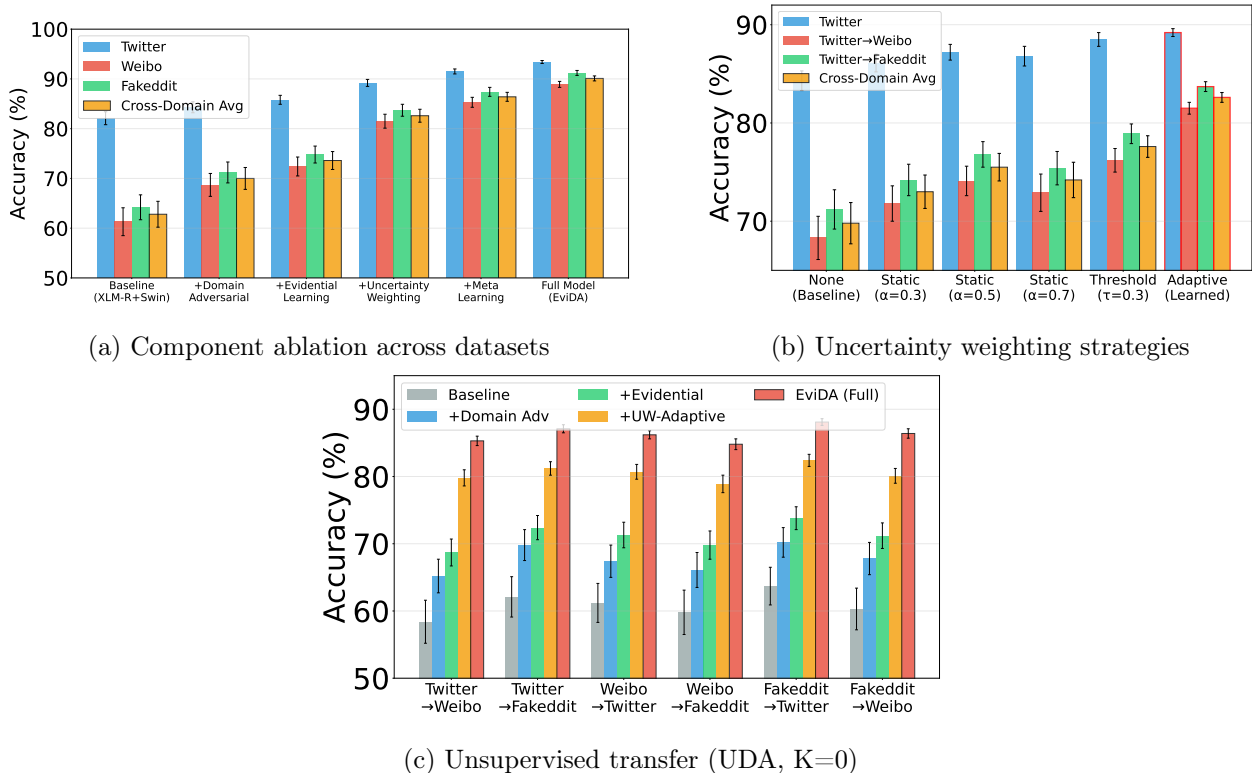 100
90
80
70
60
50
Accuracy (%)
Twitter
Weibo
Fakeddit
Cross-Domain Avg
Baseline
(XLM-R+Swin)
+Domain
Adversarial
+Evidential
Learning
+Uncertainty
Weighting
+Meta
Learning
Full Model
(EviDA)
(a) Component ablation across datasets
90
80
70
Accuracy (%)
Twitter
Twitter→Weibo
Twitter→Fakeddit
Cross-Domain Avg
None
(Baseline)
Static
(α=0.3)
Static
(α=0.5)
Static
(α=0.7)
Threshold
(τ=0.3)
Adaptive
(Learned)
(b) Uncertainty weighting strategies
90
80
70
60
50
Accuracy (%)
Baseline
+Domain Adv
+Evidential
+UW-Adaptive
EviDA (Full)
Twitter
→Weibo
Twitter
→Fakeddit
Weibo
→Twitter
Weibo
→Fakeddit
Fakeddit
→Twitter
Fakeddit
→Weibo
(c) Unsupervised transfer (UDA, K=0)